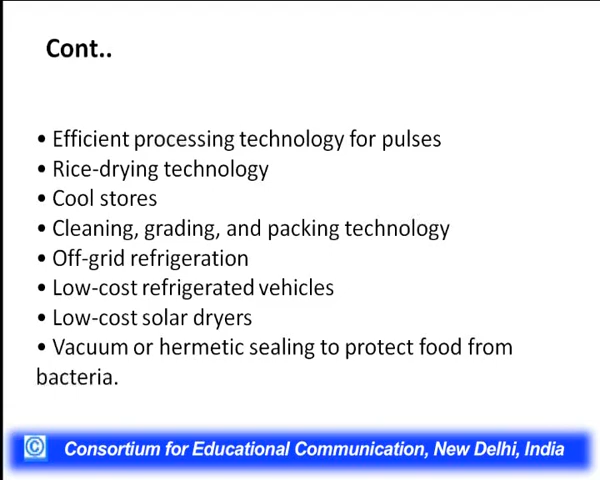 Cont..
• Efficient processing technology for pulses
• Rice-drying technology
• Cool stores
• Cleaning, grading, and packing technology
• Off-grid refrigeration
• Low-cost refrigerated vehicles
• Low-cost solar dryers
• Vacuum or hermetic sealing to protect food from
bacteria.
© Consortium for Educational Communication, New Delhi, India